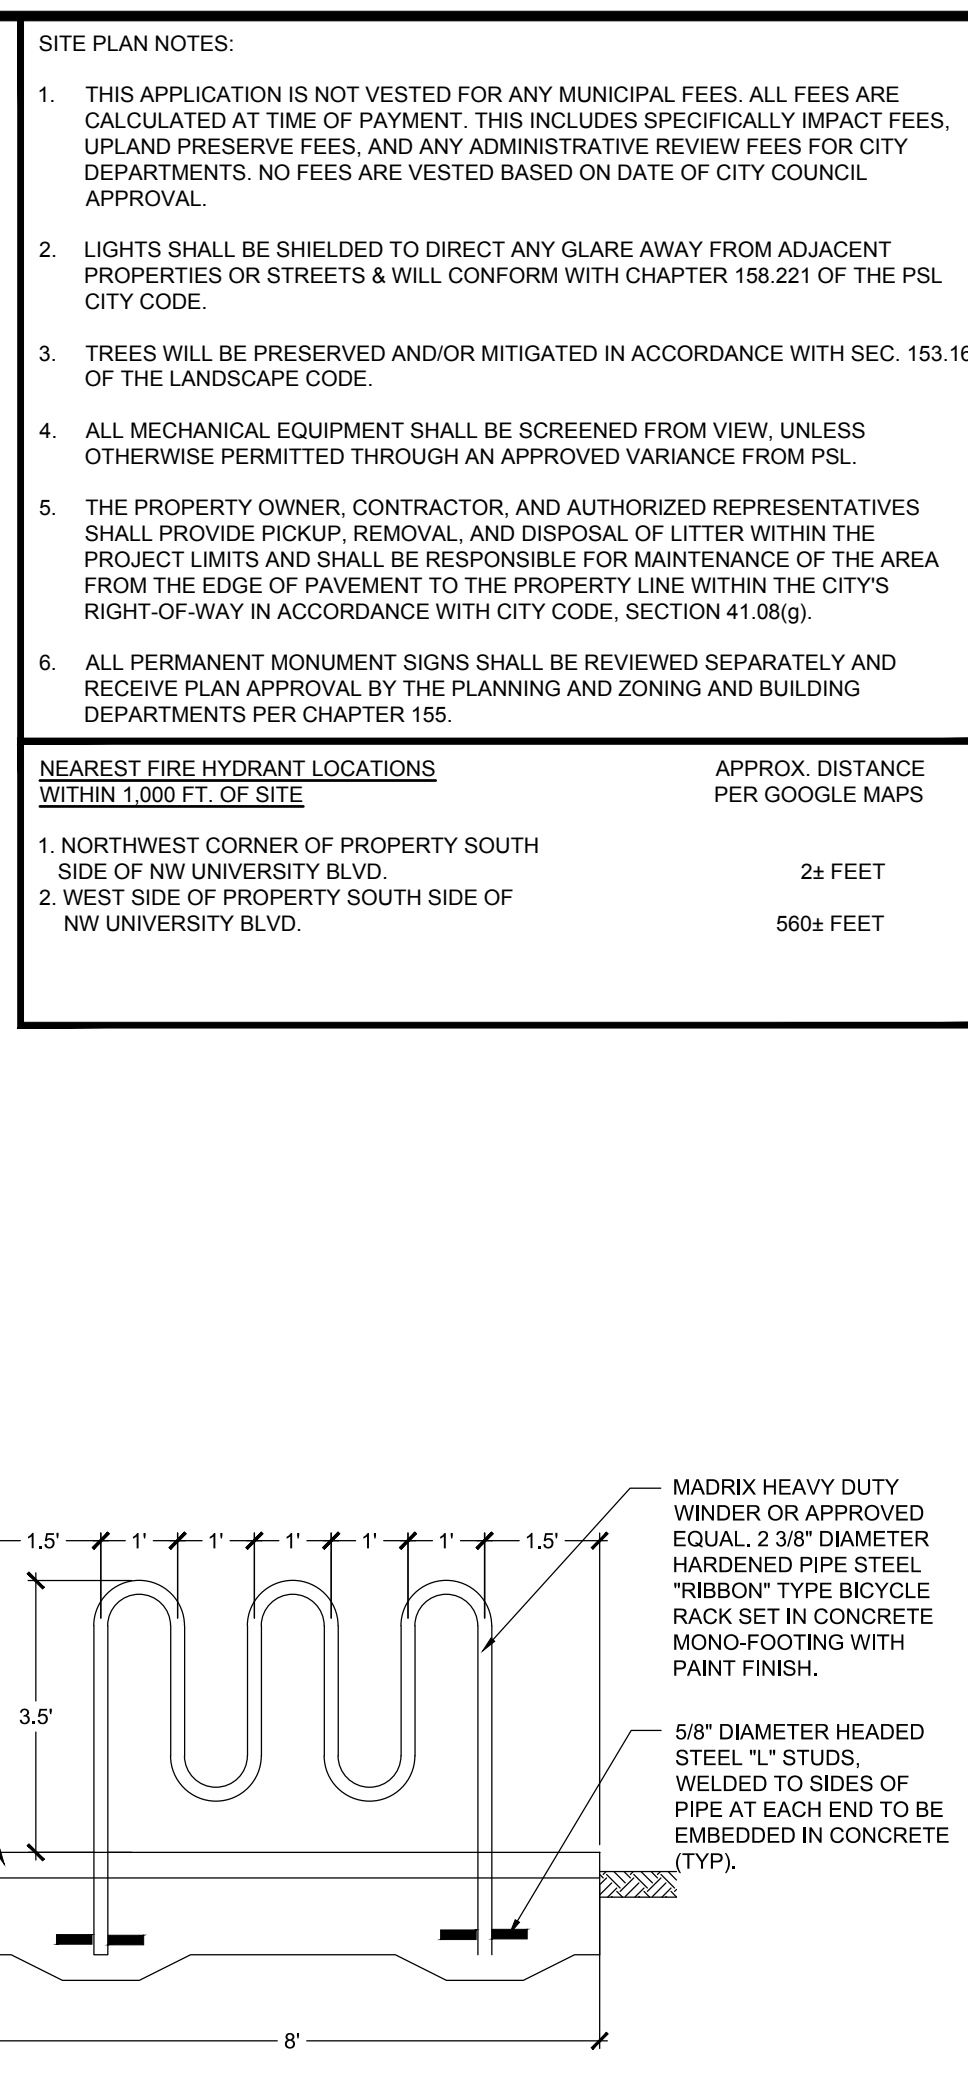 SITE PLAN NOTES:
1. THIS APPLICATION IS NOT VESTED FOR ANY MUNICIPAL FEES. ALL FEES ARE
CALCULATED AT TIME OF PAYMENT. THIS INCLUDES SPECIFICALLY IMPACT FEES,
UPLAND PRESERVE FEES, AND ANY ADMINISTRATIVE REVIEW FEES FOR CITY
DEPARTMENTS. NO FEES ARE VESTED BASED ON DATE OF CITY COUNCIL
APPROVAL.
2. LIGHTS SHALL BE SHIELDED TO DIRECT ANY GLARE AWAY FROM ADJACENT
PROPERTIES OR STREETS & WILL CONFORM WITH CHAPTER 158.221 OF THE PSL
CITY CODE.
3. TREES WILL BE PRESERVED AND/OR MITIGATED IN ACCORDANCE WITH SEC. 153.16
OF THE LANDSCAPE CODE.
4. ALL MECHANICAL EQUIPMENT SHALL BE SCREENED FROM VIEW, UNLESS
OTHERWISE PERMITTED THROUGH AN APPROVED VARIANCE FROM PSL.
5. THE PROPERTY OWNER, CONTRACTOR, AND AUTHORIZED REPRESENTATIVES
SHALL PROVIDE PICKUP, REMOVAL, AND DISPOSAL OF LITTER WITHIN THE
PROJECT LIMITS AND SHALL BE RESPONSIBLE FOR MAINTENANCE OF THE AREA
FROM THE EDGE OF PAVEMENT TO THE PROPERTY LINE WITHIN THE CITY'S
RIGHT-OF-WAY IN ACCORDANCE WITH CITY CODE, SECTION 41.08(g).
6. ALL PERMANENT MONUMENT SIGNS SHALL BE REVIEWED SEPARATELY AND
RECEIVE PLAN APPROVAL BY THE PLANNING AND ZONING AND BUILDING
DEPARTMENTS PER CHAPTER 155.
NEAREST FIRE HYDRANT LOCATIONS
WITHIN 1,000 FT. OF SITE
APPROX. DISTANCE
PER GOOGLE MAPS
1. NORTHWEST CORNER OF PROPERTY SOUTH
SIDE OF NW UNIVERSITY BLVD. 2± FEET
2. WEST SIDE OF PROPERTY SOUTH SIDE OF
NW UNIVERSITY BLVD. 560± FEET
1.5' 1' 1' 1' 1' 1' 1.5'
3.5'
MADRIX HEAVY DUTY
WINDER OR APPROVED
EQUAL. 2 3/8" DIAMETER
HARDENED PIPE STEEL
"RIBBON" TYPE BICYCLE
RACK SET IN CONCRETE
MONO-FOOTING WITH
PAINT FINISH.
5/8" DIAMETER HEADED
STEEL "L" STUDS,
WELDED TO SIDES OF
PIPE AT EACH END TO BE
EMBEDDED IN CONCRETE
(TYP).
8'